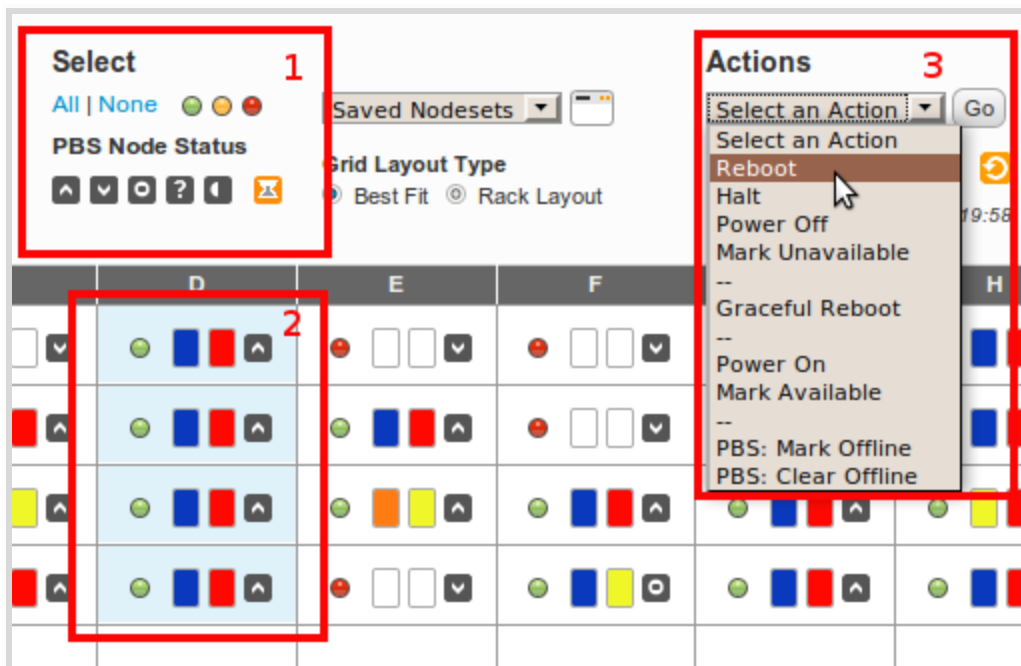 Select
1
All | None
PBS Node Status
?
Saved Nodesets
Grid Layout Type
Best Fit Rack Layout
Actions
3
Select an Action Go
Select an Action
Reboot
Halt
Power Off
Mark Unavailable
--
Graceful Reboot
--
Power On
Mark Available
--
PBS: Mark Offline
PBS: Clear Offline
19:58
D E F H
2